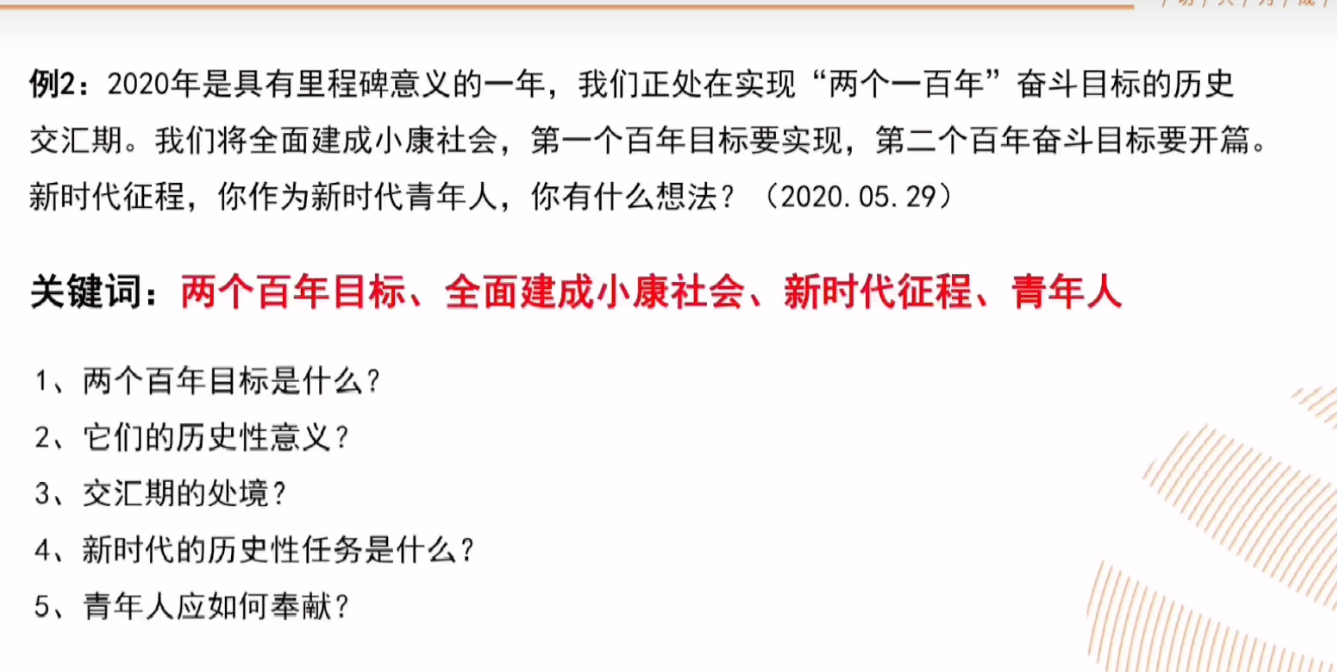 例2：2020年是具有里程碑意义的一年，我们正处在实现“两个一百年”奋斗目标的历史
交汇期。我们将全面建成小康社会，第一个百年目标要实现，第二个百年奋斗目标要开篇。
新时代征程，你作为新时代青年人，你有什么想法？（2020.05.29）
关键词：两个百年目标、全面建成小康社会、新时代征程、青年人
1、两个百年目标是什么？
2、它们的历史性意义？
3、交汇期的处境？
4、新时代的历史性任务是什么？
5、青年人应如何奉献？